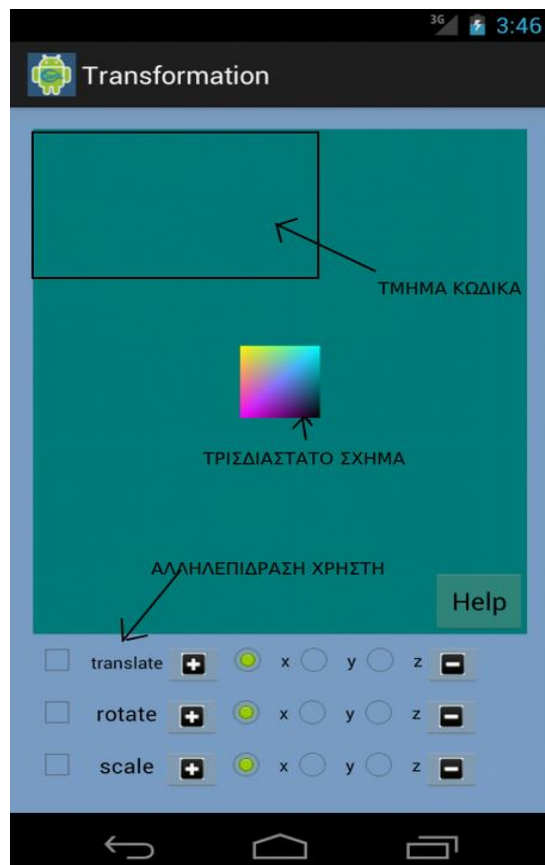 3G 3:46
Transformation
ΤΜΗΜΑ ΚΩΔΙΚΑ
ΤΡΙΣΔΙΑΣΤΑΤΟ ΣΧΗΜΑ
ΑΛΛΗΛΕΠΙΔΡΑΣΗ ΧΡΗΣΤΗ
Help
translate x y z
rotate x y z
scale x y z